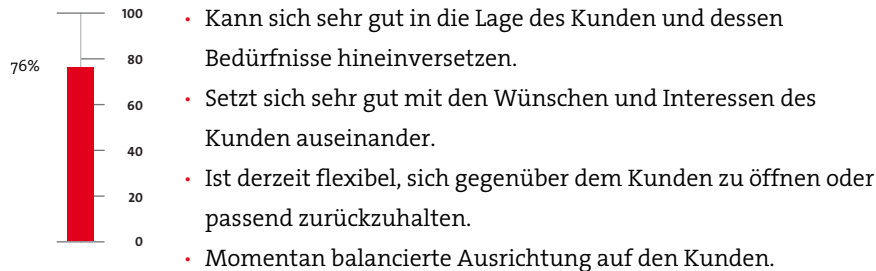 100
80
60
40
20
0
76%
• Kann sich sehr gut in die Lage des Kunden und dessen
Bedürfnisse hineinversetzen.
• Setzt sich sehr gut mit den Wünschen und Interessen des
Kunden auseinander.
• Ist derzeit flexibel, sich gegenüber dem Kunden zu öffnen oder
passend zurückzuhalten.
• Momentan balancierte Ausrichtung auf den Kunden.